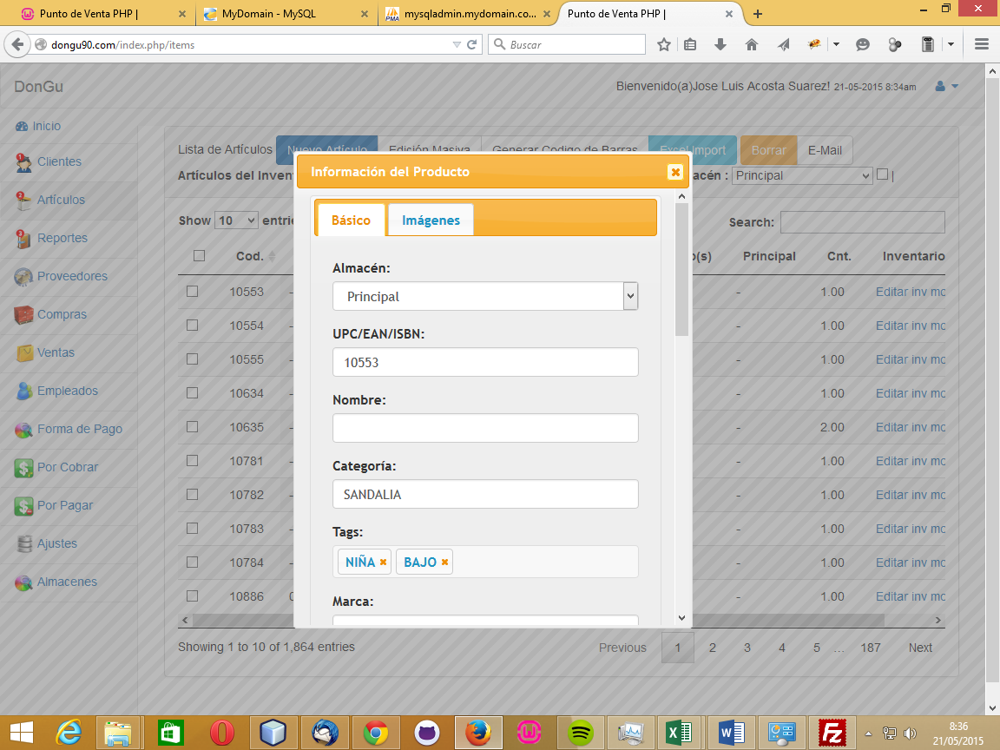 Punto de Venta PHP |
MyDomain - MySQL
mysqladmin.mydomain.co...
Punto de Venta PHP |
dongu90.com/index.php/items
Buscar
DonGu
Bienvenido(a)Jose Luis Acosta Suarez! 21-05-2015 8:34am
Inicio
Clientes
Artículos
Reportes
Proveedores
Compras
Ventas
Empleados
Forma de Pago
Por Cobrar
Por Pagar
Ajustes
Almacenes
Lista de Artículos Nuevo Artículo Edición Masiva Generar Codigo de Barras Excel Import Borrar E-Mail
Artículos del Inven acén : Principal |
Show 10 entri Search:
Cod. o(s) Principal Cnt. Inventario
10553 - - 1.00 Editar inv mo
10554 - - 1.00 Editar inv mo
10555 - - 1.00 Editar inv mo
10634 - - 1.00 Editar inv mo
10635 - - 2.00 Editar inv mo
10781 - - 1.00 Editar inv mo
10782 - - 1.00 Editar inv mo
10783 - - 1.00 Editar inv mo
10784 - - 1.00 Editar inv mo
10886 - 1.00 Editar inv mo
Showing 1 to 10 of 1,864 entries
Previous 1 2 3 4 5 ... 187 Next
Información del Producto
Básico Imágenes
Almacén:
Principal
UPC/EAN/ISBN:
10553
Nombre:
Categoría:
SANDALIA
Tags:
NIÑA BAJO
Marca:
8:36
21/05/2015